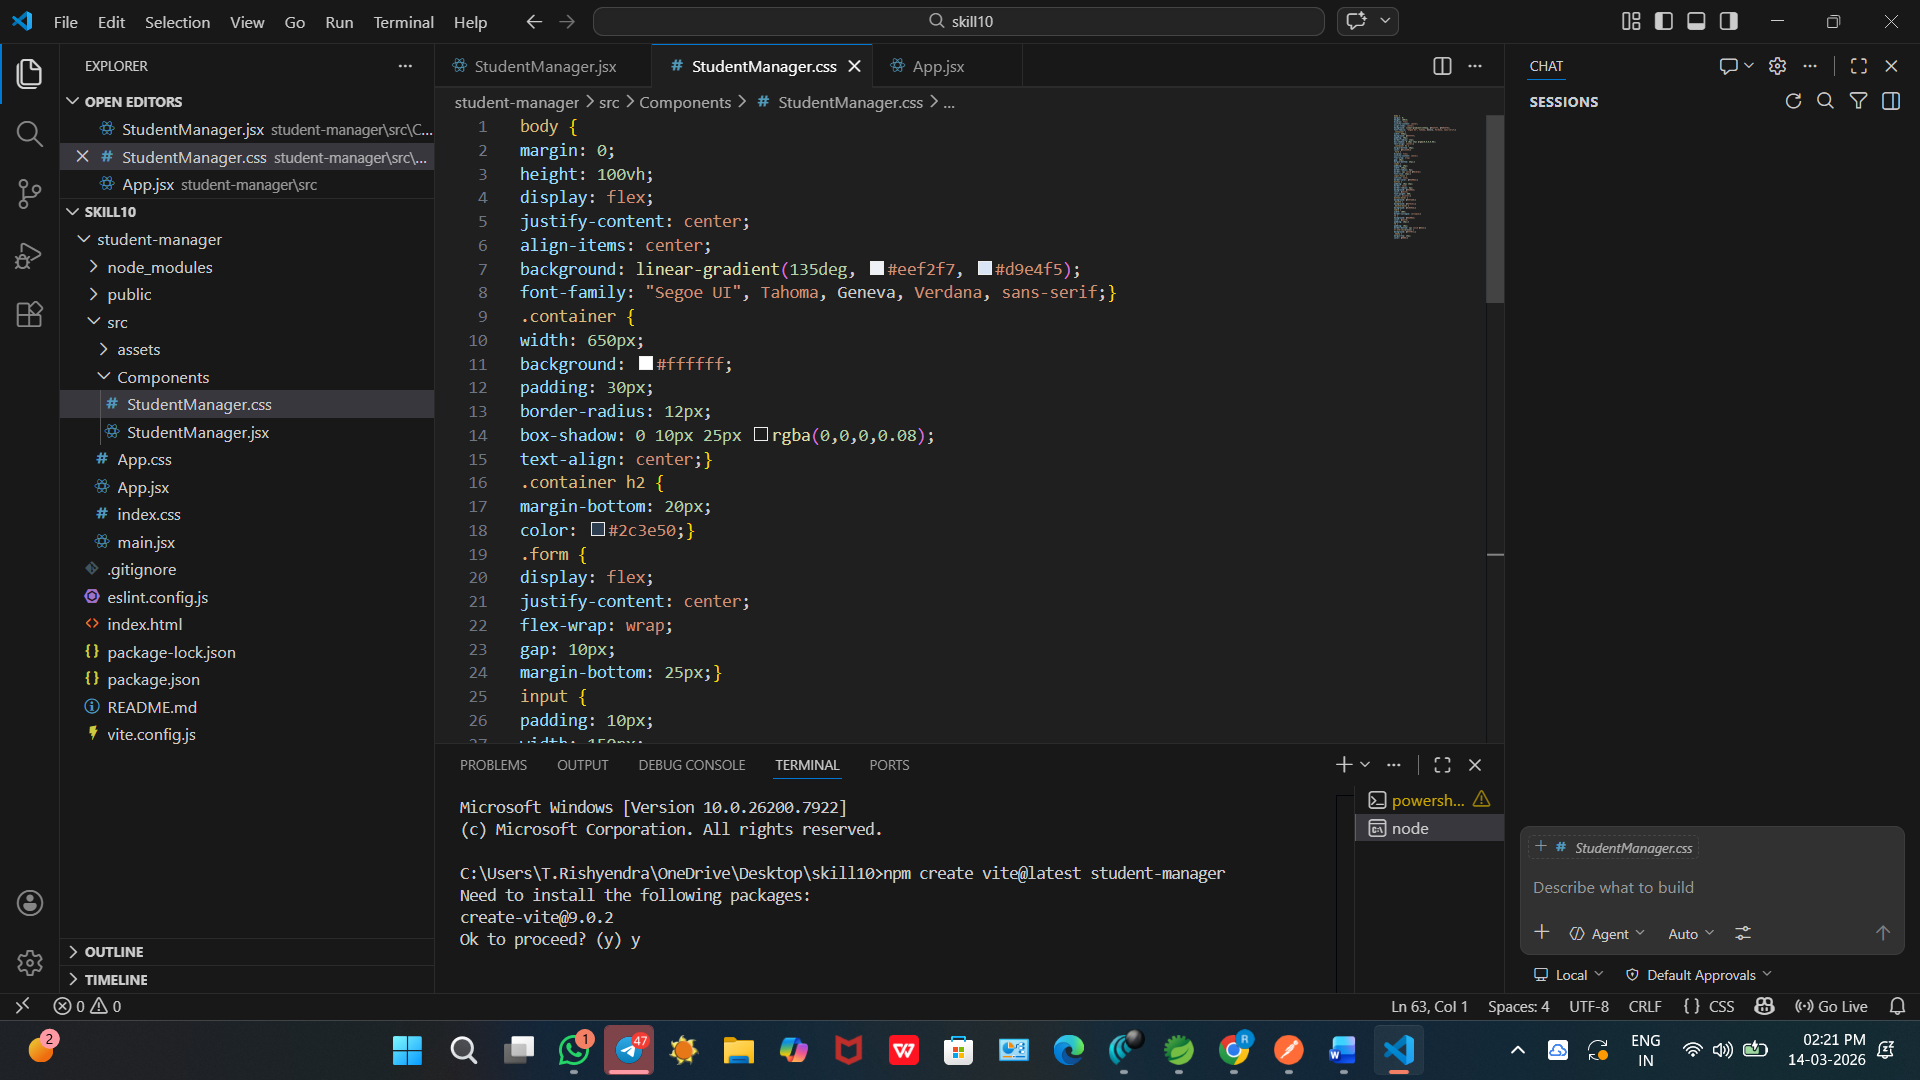 File Edit Selection View Go Run Terminal Help
skill10
EXPLORER
OPEN EDITORS
StudentManager.jsx student-manager\src\C...
StudentManager.css student-manager\src\...
App.jsx student-manager\src
SKILL10
student-manager
node_modules
public
src
assets
Components
StudentManager.css
StudentManager.jsx
App.css
App.jsx
index.css
main.jsx
.gitignore
eslint.config.js
index.html
package-lock.json
package.json
README.md
vite.config.js
OUTLINE
TIMELINE
StudentManager.jsx
StudentManager.css
App.jsx
student-manager > src > Components > # StudentManager.css > ...
1 body {
2 margin: 0;
3 height: 100vh;
4 display: flex;
5 justify-content: center;
6 align-items: center;
7 background: linear-gradient(135deg, #eef2f7, #d9e4f5);
8 font-family: "Segoe UI", Tahoma, Geneva, Verdana, sans-serif;}
9 .container {
10 width: 650px;
11 background: #ffffff;
12 padding: 30px;
13 border-radius: 12px;
14 box-shadow: 0 10px 25px rgba(0,0,0,0.08);
15 text-align: center;}
16 .container h2 {
17 margin-bottom: 20px;
18 color: #2c3e50;}
19 .form {
20 display: flex;
21 justify-content: center;
22 flex-wrap: wrap;
23 gap: 10px;
24 margin-bottom: 25px;}
25 input {
26 padding: 10px;
27 width: 150px;
PROBLEMS OUTPUT DEBUG CONSOLE TERMINAL PORTS
Microsoft Windows [Version 10.0.26200.7922]
(c) Microsoft Corporation. All rights reserved.
C:\Users\T.Rishyendra\OneDrive\Desktop\skill10>npm create vite@latest student-manager
Need to install the following packages:
create-vite@9.0.2
Ok to proceed? (y) y
powersh...
node
CHAT
SESSIONS
StudentManager.css
Describe what to build
Agent
Auto
Local
Default Approvals
0 0
Ln 63, Col 1
Spaces: 4
UTF-8
CRLF
{ } CSS
Go Live
2
1
47
W
R
W
ENG
IN
02:21 PM
14-03-2026